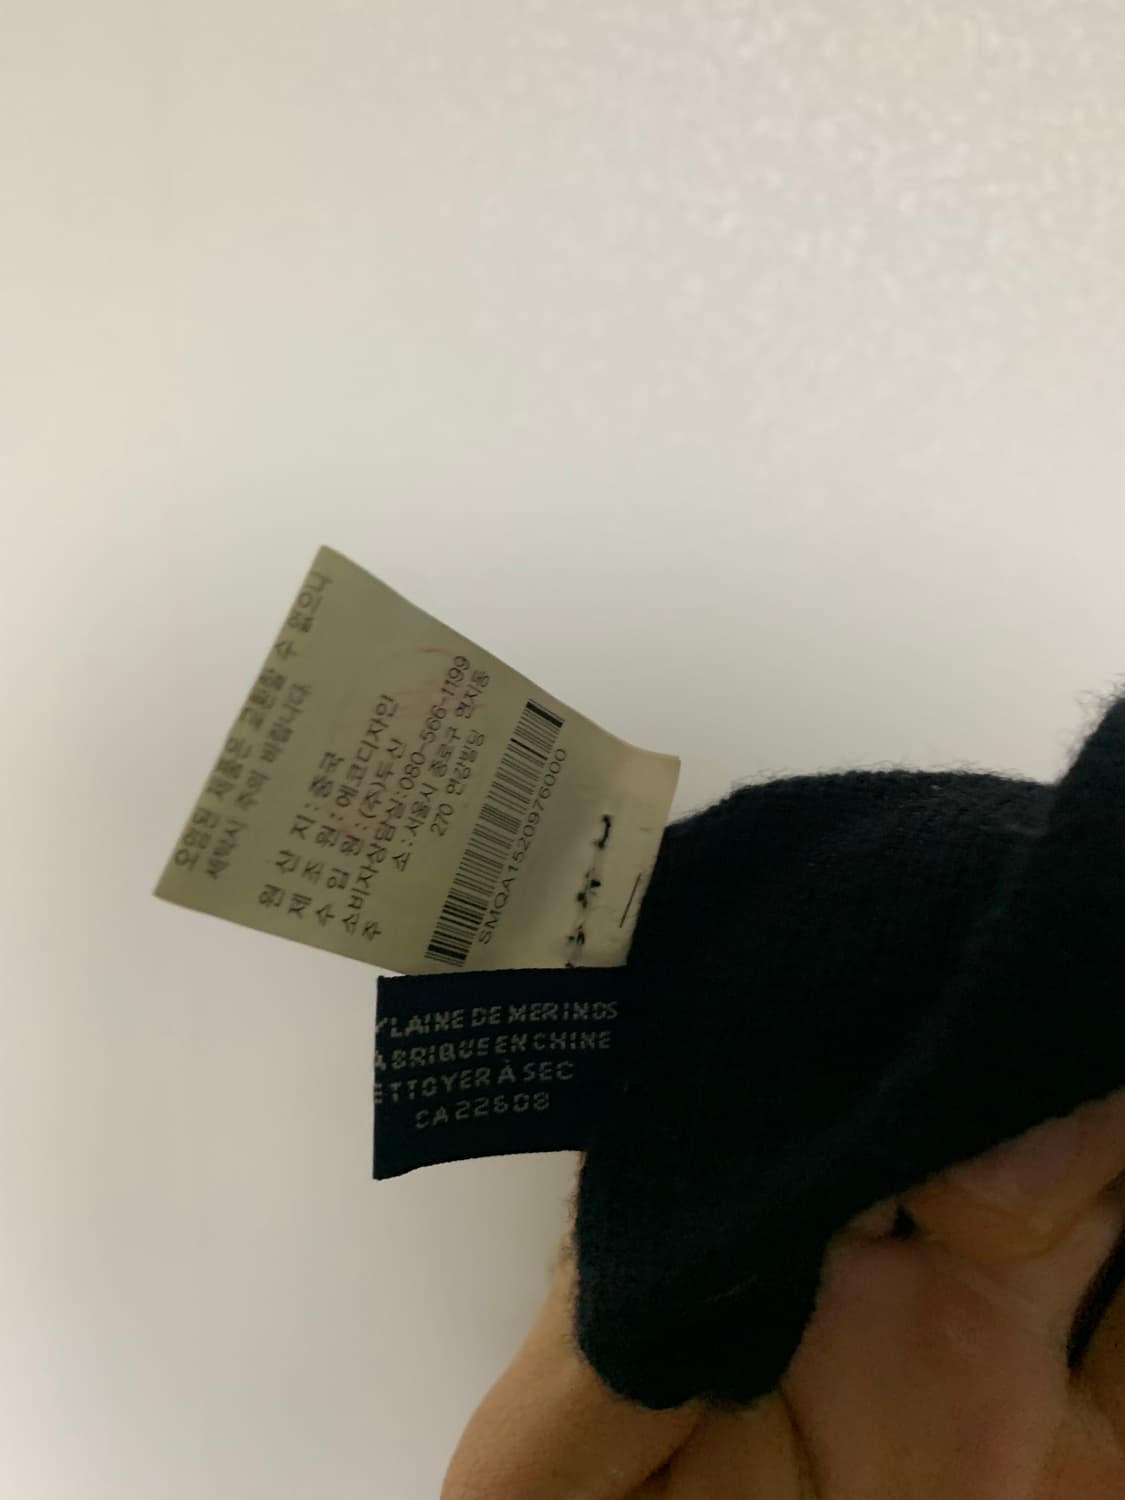 오염된 제품은 교환할 수 없으니
세탁시 주의 바랍니다
원 산 지 : 중국
제 조 원 : 에코디자인
수 입 원 : (주)두산
소비자상담실:080-566-1199
주 소 : 서울시 종로구 연지동
270 연강빌딩
SMQA1520976000
LAINE DE MERINOS
ABRIQUE EN CHINE
ETTOYER À SEC
CA22608